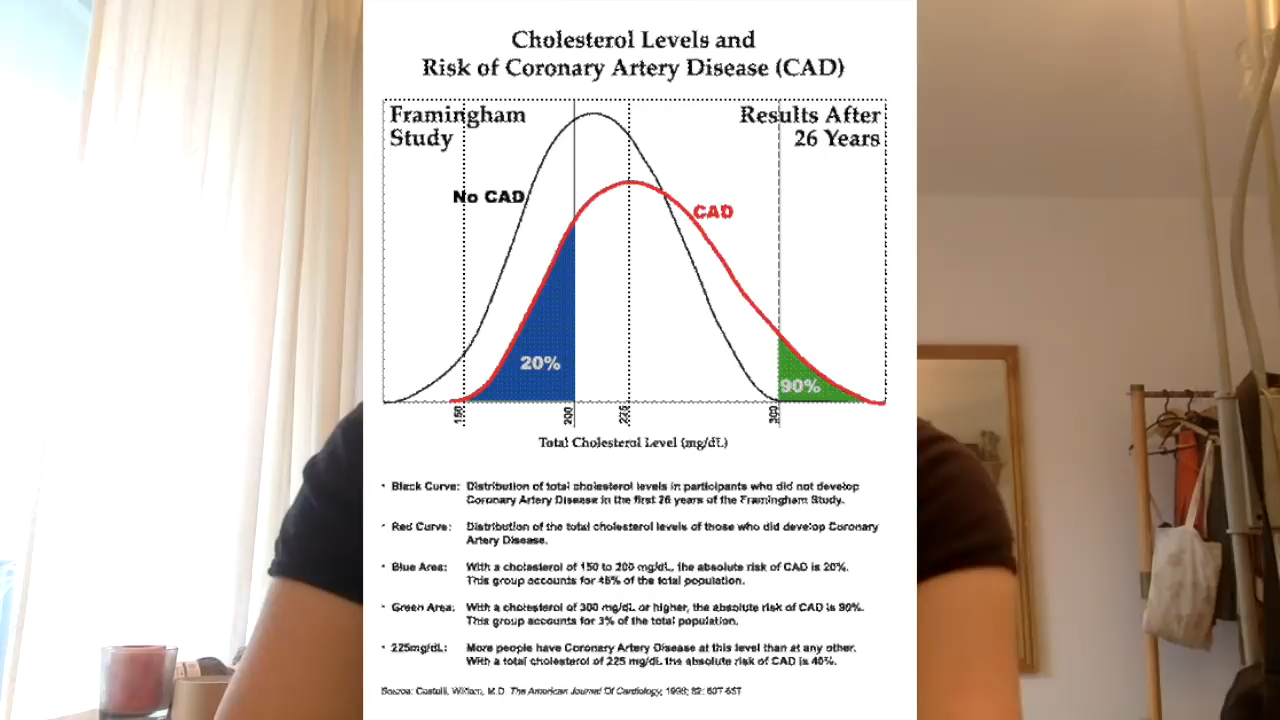 Cholesterol Levels and
Risk of Coronary Artery Disease (CAD)
Framingham
Study
Results After
26 Years
No CAD
CAD
20%
90%
150
200
225
300
Total Cholesterol Level (mg/dL)
• Black Curve: Distribution of total cholesterol levels in participants who did not develop
Coronary Artery Disease in the first 26 years of the Framingham Study.
• Red Curve: Distribution of the total cholesterol levels of those who did develop Coronary
Artery Disease.
• Blue Area: With a cholesterol of 150 to 200 mg/dL, the absolute risk of CAD is 20%.
This group accounts for 45% of the total population.
• Green Area: With a cholesterol of 300 mg/dL or higher, the absolute risk of CAD is 90%.
This group accounts for 3% of the total population.
• 225mg/dL: More people have Coronary Artery Disease at this level than at any other.
With a total cholesterol of 225 mg/dL the absolute risk of CAD is 40%.
Source: Castelli, William, M.D. The American Journal Of Cardiology, 1998; 82: 60T-65T